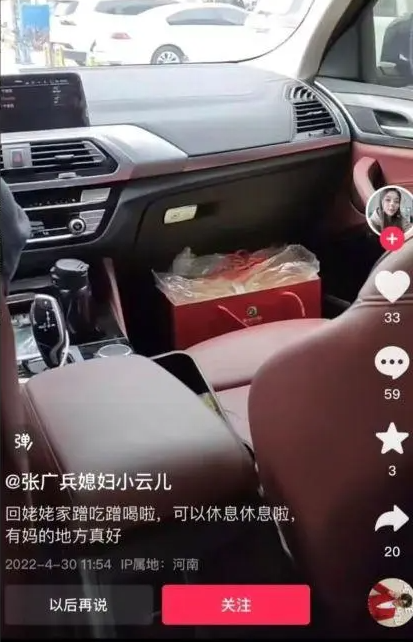 33
59
3
20
弹
@张广兵媳妇小云儿
回姥姥家蹭吃蹭喝啦，可以休息休息啦，
有妈的地方真好
2022-4-30 11:54 IP属地：河南
以后再说
关注